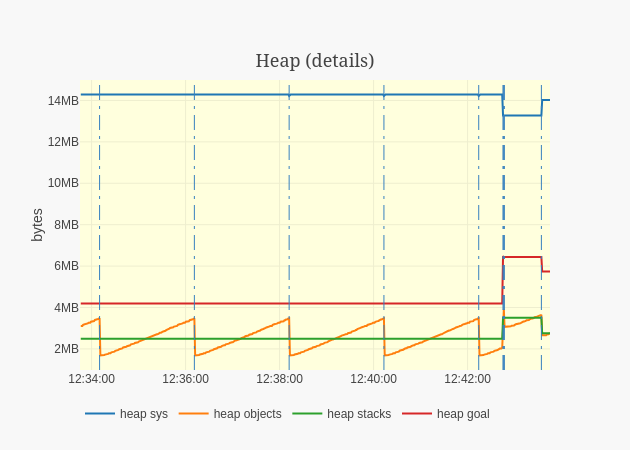 Heap (details)
bytes
14MB
12MB
10MB
8MB
6MB
4MB
2MB
12:34:00 12:36:00 12:38:00 12:40:00 12:42:00
heap sys heap objects heap stacks heap goal